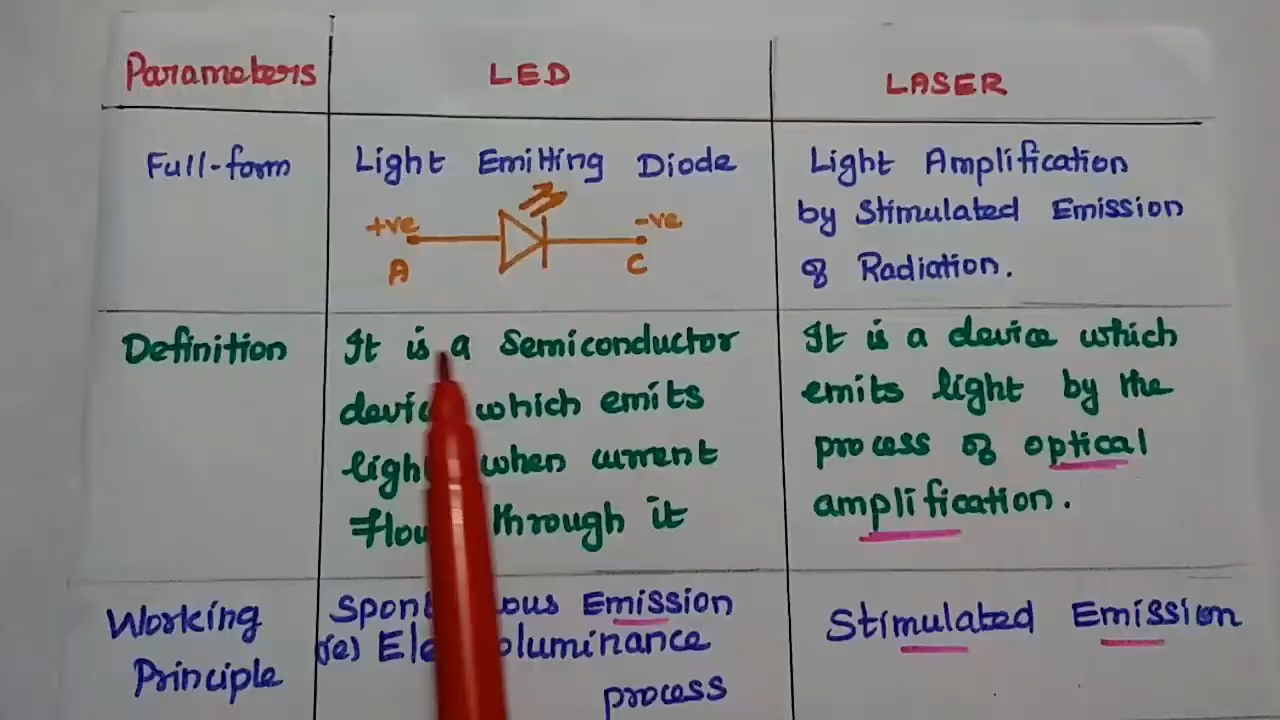 Parameters LED LASER
Full-form Light Emitting Diode Light Amplification
by Stimulated Emission
+ve -ve
A C of Radiation.
Definition It is a Semiconductor It is a device which
which emits emits light by the
when current process of optical
through it amplification.
Working Emission Stimulated Emission
Principle process